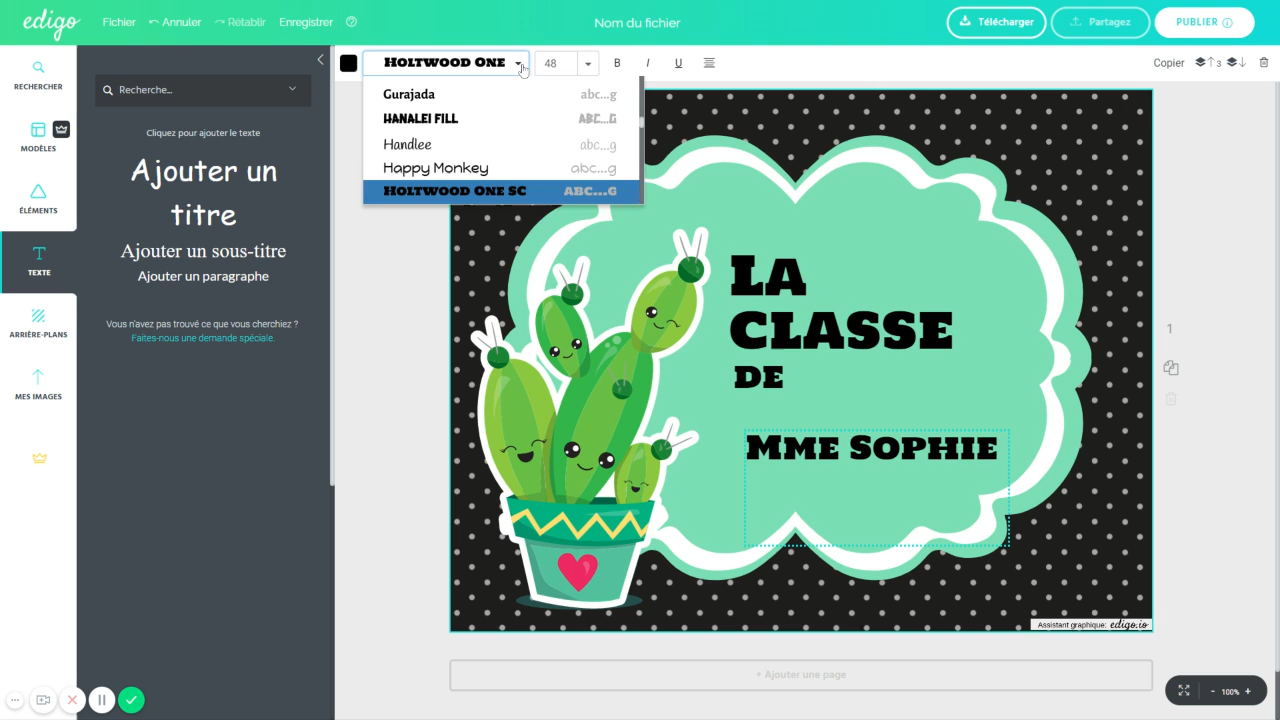 edigo
Fichier
Annuler
Rétablir
Enregistrer
Nom du fichier
Télécharger
Partagez
PUBLIER
RECHERCHER
MODÈLES
ÉLÉMENTS
TEXTE
ARRIÈRE-PLANS
MES IMAGES
Recherche...
Cliquez pour ajouter le texte
Ajouter un
titre
Ajouter un sous-titre
Ajouter un paragraphe
Vous n'avez pas trouvé ce que vous cherchiez ?
Faites-nous une demande spéciale.
HOLTWOOD ONE
48
B I U
Copier
3
Gurajada abc...g
HANALEI FILL ABC...G
Handlee abc...g
Happy Monkey abc...g
HOLTWOOD ONE SC ABC...G
LA
CLASSE
DE
MME SOPHIE
Assistant graphique: edigo.io
1
+ Ajouter une page
- 100% +